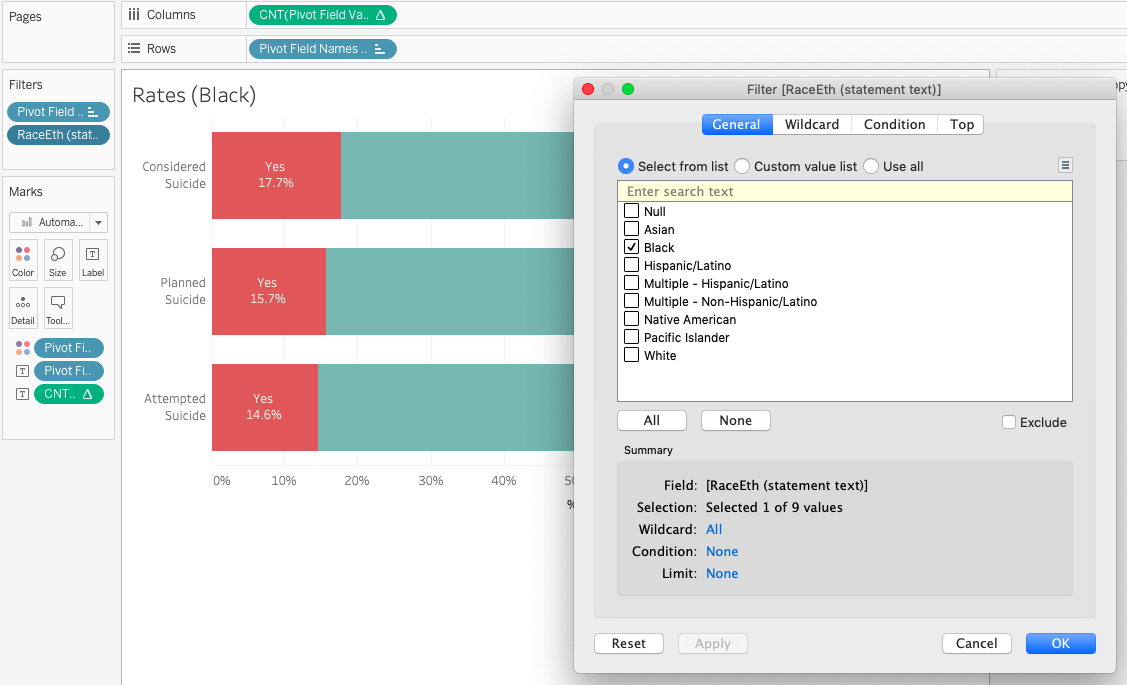 Pages
Columns
CNT(Pivot Field Va..
Rows
Pivot Field Names ..
Filters
Pivot Field ..
RaceEth (stat..
Marks
Automa...
Color
Size
Label
Detail
Tool...
Pivot Fi..
Pivot Fi..
CNT..
Rates (Black)
Considered
Suicide
Yes
17.7%
Planned
Suicide
Yes
15.7%
Attempted
Suicide
Yes
14.6%
0%
10%
20%
30%
40%
%
Filter [RaceEth (statement text)]
General
Wildcard
Condition
Top
Select from list
Custom value list
Use all
Enter search text
Null
Asian
Black
Hispanic/Latino
Multiple - Hispanic/Latino
Multiple - Non-Hispanic/Latino
Native American
Pacific Islander
White
All
None
Exclude
Summary
Field: [RaceEth (statement text)]
Selection: Selected 1 of 9 values
Wildcard: All
Condition: None
Limit: None
Reset
Apply
Cancel
OK